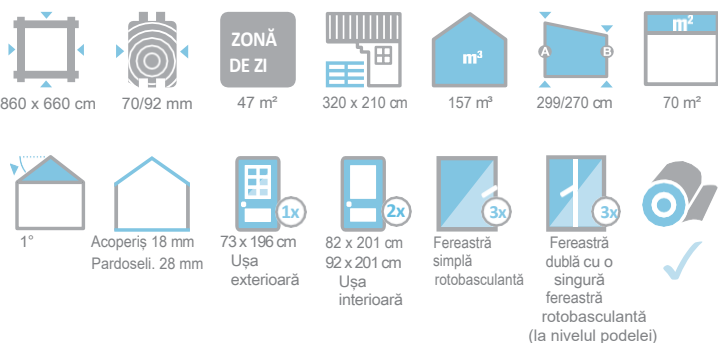 ZONĂ
DE ZI
m³
A
B
m²
860 x 660 cm
70/92 mm
47 m²
320 x 210 cm
157 m³
299/270 cm
70 m²
1x
2x
3x
3x
1°
Acoperiș 18 mm
Pardoseli. 28 mm
73 x 196 cm
Ușa
exterioară
82 x 201 cm
92 x 201 cm
Ușa
interioară
Fereastră
simplă
rotobasculantă
Fereastră
dublă cu o
singură
fereastră
rotobasculantă
(la nivelul podelei)